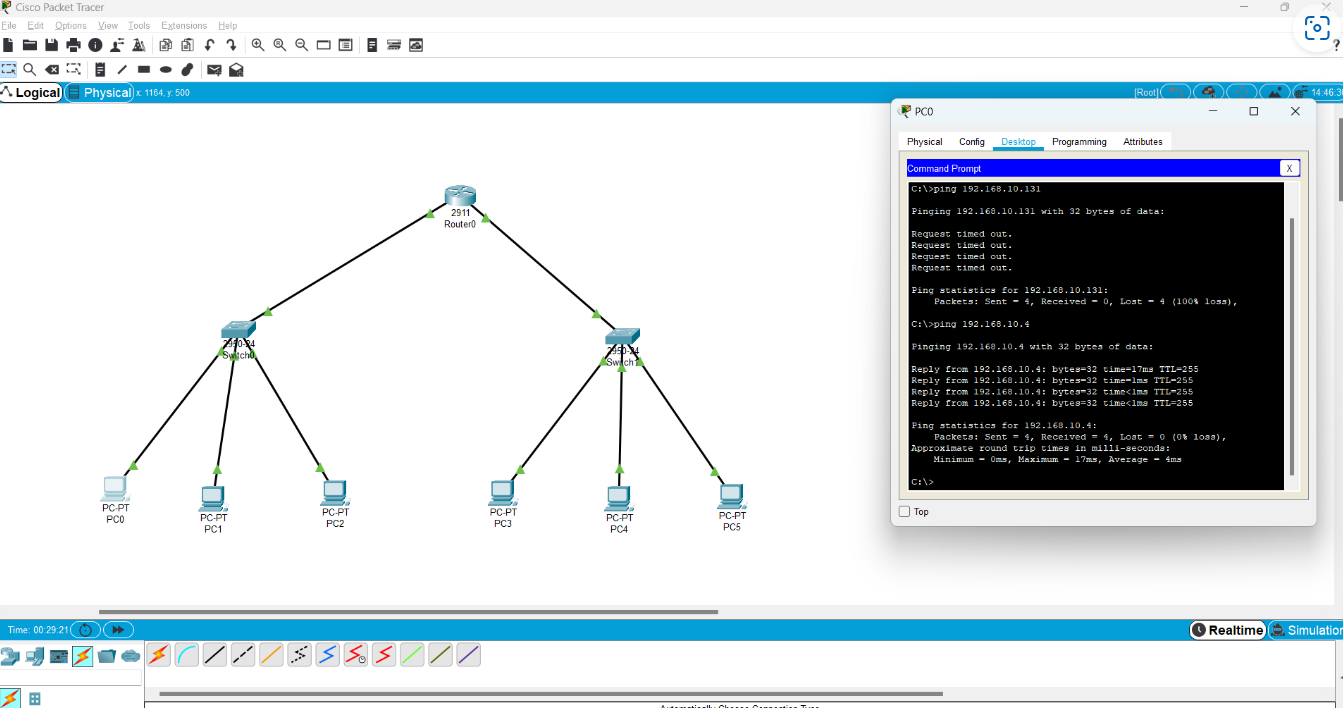 Cisco Packet Tracer
File Edit Options View Tools Extensions Help
Logical Physical x: 1164, y: 500
[Root] 14:46:3
2911
Router0
2950-24
Switch0
2950-24
Switch1
PC-PT
PC0
PC-PT
PC1
PC-PT
PC2
PC-PT
PC3
PC-PT
PC4
PC-PT
PC5
PC0
Physical Config Desktop Programming Attributes
Command Prompt X
C:\>ping 192.168.10.131
Pinging 192.168.10.131 with 32 bytes of data:
Request timed out.
Request timed out.
Request timed out.
Request timed out.
Ping statistics for 192.168.10.131:
Packets: Sent = 4, Received = 0, Lost = 4 (100% loss),
C:\>ping 192.168.10.4
Pinging 192.168.10.4 with 32 bytes of data:
Reply from 192.168.10.4: bytes=32 time=17ms TTL=255
Reply from 192.168.10.4: bytes=32 time=1ms TTL=255
Reply from 192.168.10.4: bytes=32 time<1ms TTL=255
Reply from 192.168.10.4: bytes=32 time<1ms TTL=255
Ping statistics for 192.168.10.4:
Packets: Sent = 4, Received = 4, Lost = 0 (0% loss),
Approximate round trip times in milli-seconds:
Minimum = 0ms, Maximum = 17ms, Average = 4ms
C:\>
Top
Time: 00:29:21
Realtime Simulation
Automatically Choose Connection Type